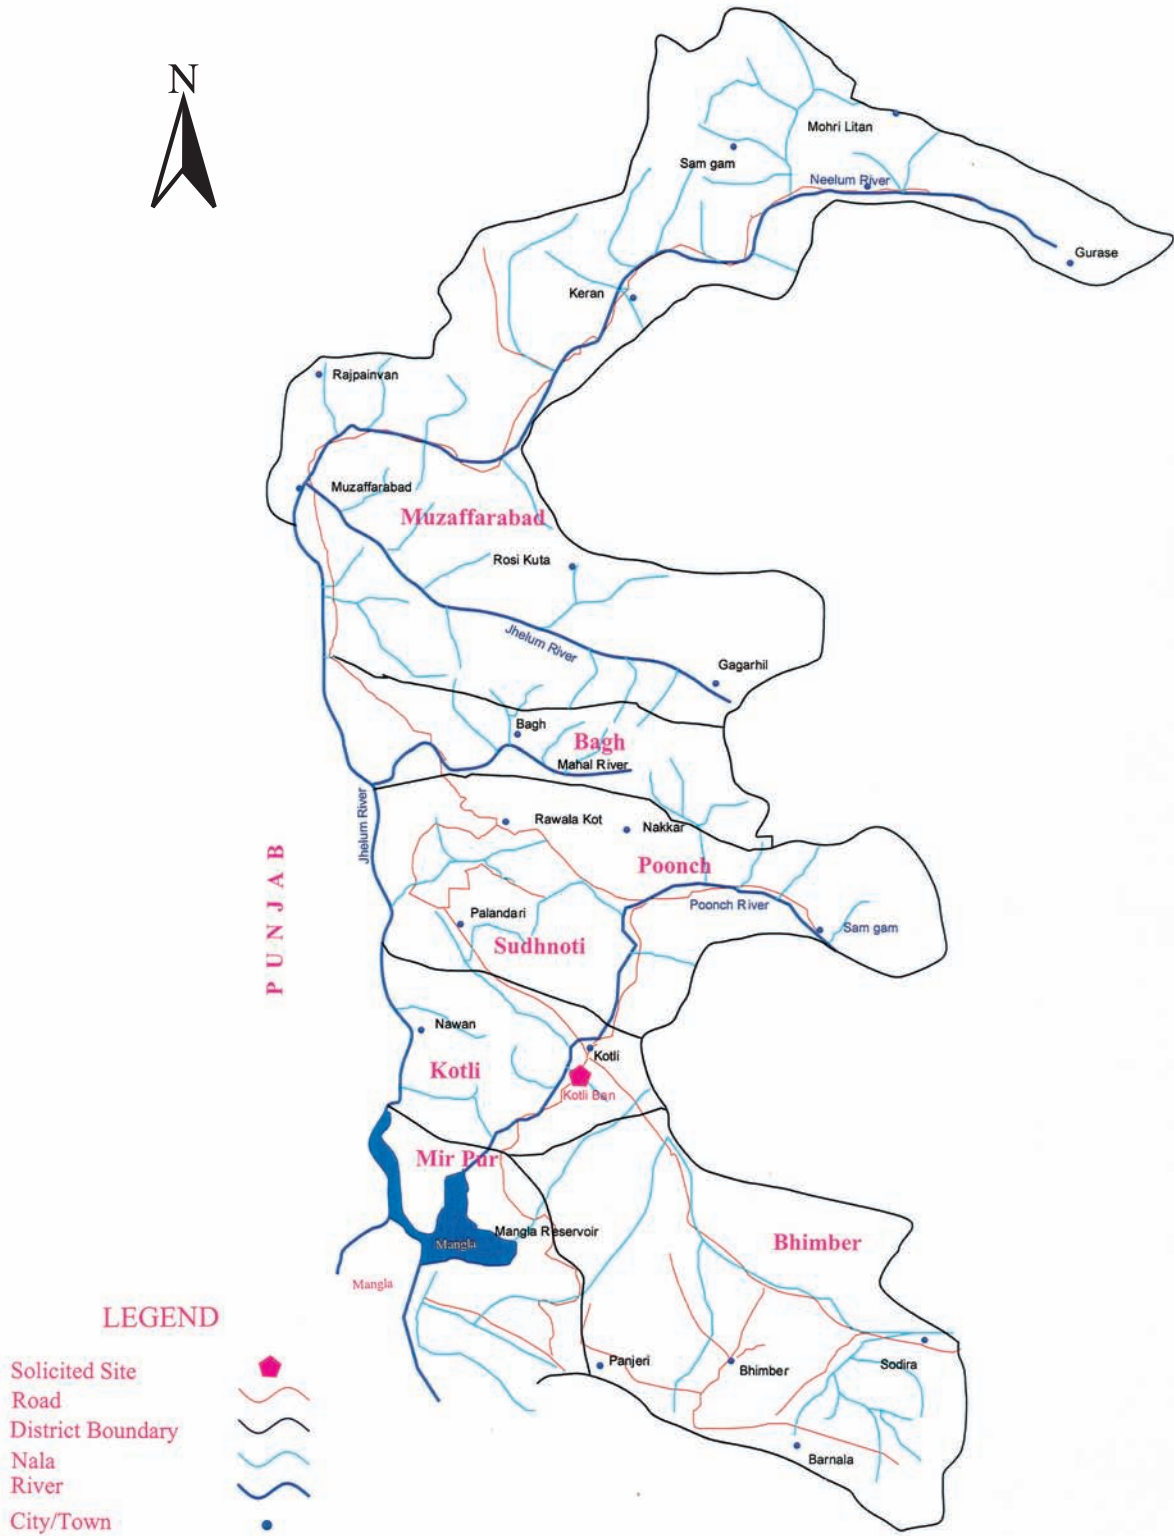 N
Mohri Litan
Sam gam
Neelum River
Gurase
Keran
Rajpainvan
Muzaffarabad
Muzaffarabad
Rosi Kuta
Jhelum River
Gagarhil
Bagh
Bagh
Mahal River
Jhelum River
Rawala Kot
Nakkar
PUNJAB
Poonch
Poonch River
Palandari
Sam gam
Sudhnoti
Nawan
Kotli
Kotli
Kotli Ban
Mir Pur
Mangla Reservoir
Mangla
Bhimber
Mangla
LEGEND
Panjeri
Bhimber
Sodira
Barnala
Solicited Site
Road
District Boundary
Nala
River
City/Town